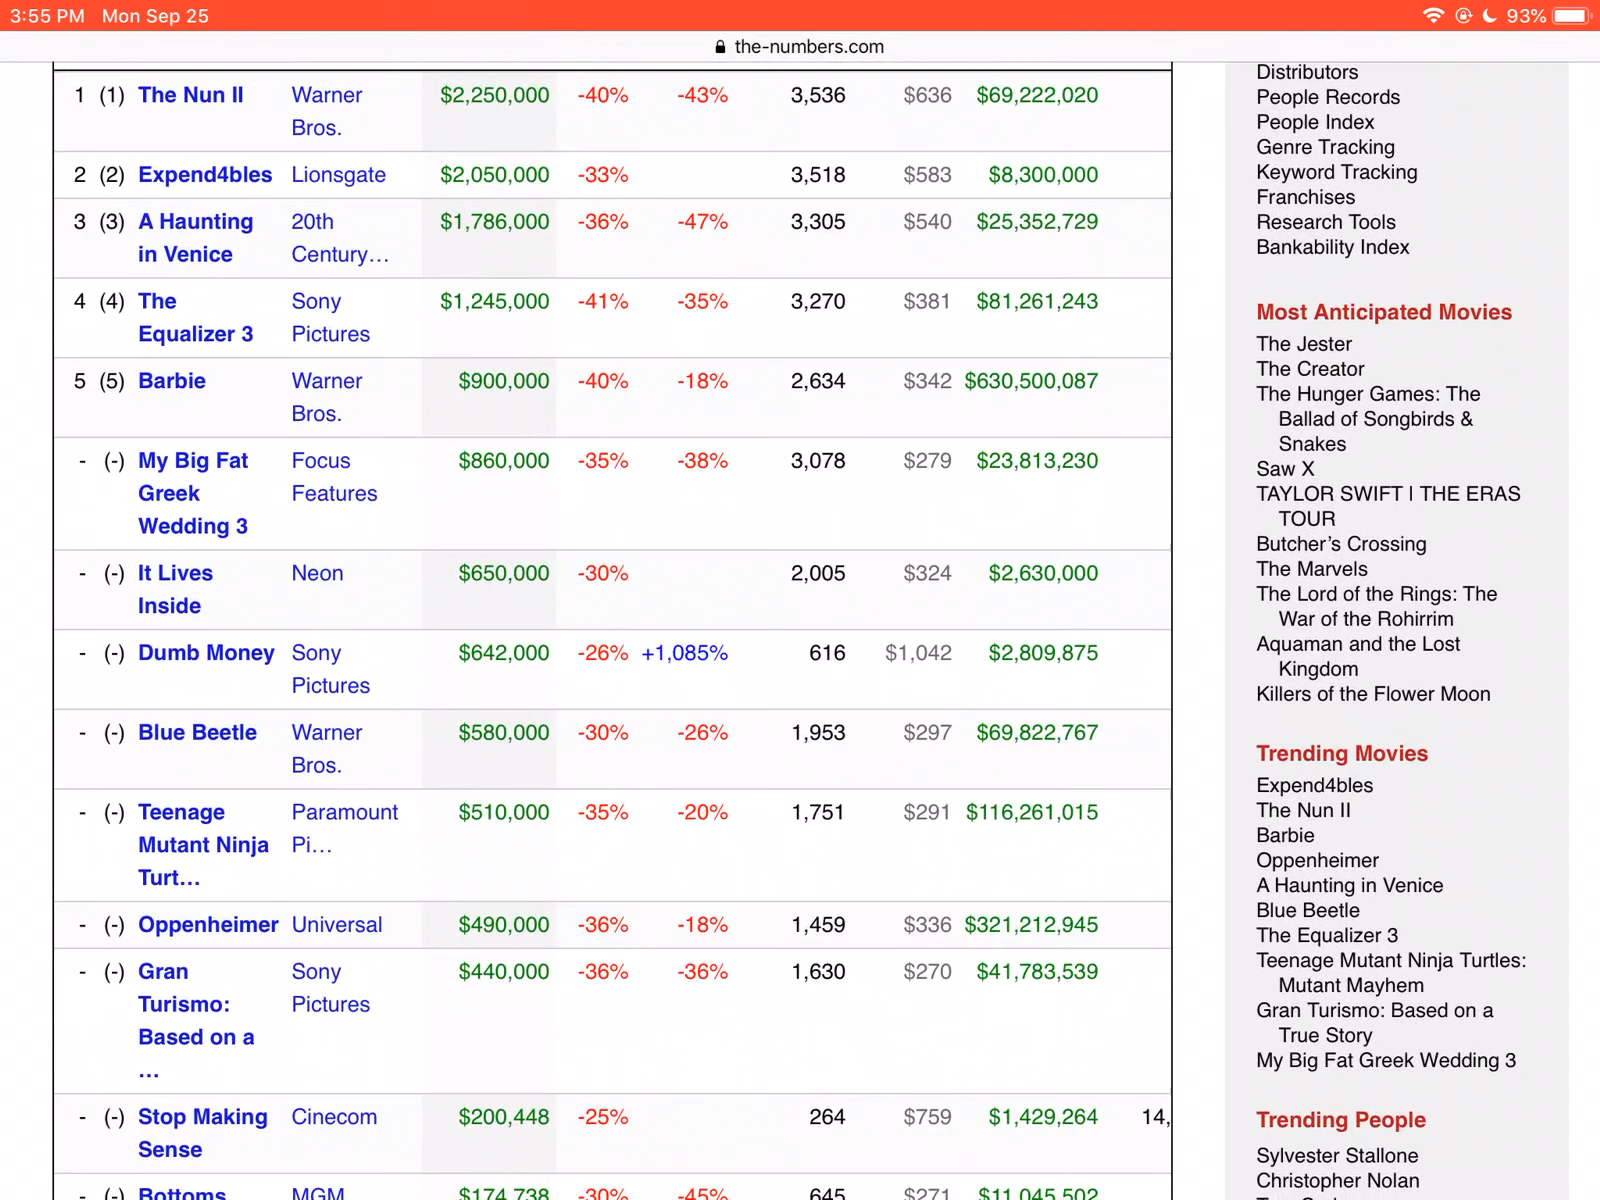 3:55 PM Mon Sep 25 93%
the-numbers.com
1 (1) The Nun II Warner $2,250,000 -40% -43% 3,536 $636 $69,222,020
Bros.
2 (2) Expend4bles Lionsgate $2,050,000 -33% 3,518 $583 $8,300,000
3 (3) A Haunting 20th $1,786,000 -36% -47% 3,305 $540 $25,352,729
in Venice Century…
4 (4) The Sony $1,245,000 -41% -35% 3,270 $381 $81,261,243
Equalizer 3 Pictures
5 (5) Barbie Warner $900,000 -40% -18% 2,634 $342 $630,500,087
Bros.
- (-) My Big Fat Focus $860,000 -35% -38% 3,078 $279 $23,813,230
Greek Features
Wedding 3
- (-) It Lives Neon $650,000 -30% 2,005 $324 $2,630,000
Inside
- (-) Dumb Money Sony $642,000 -26% +1,085% 616 $1,042 $2,809,875
Pictures
- (-) Blue Beetle Warner $580,000 -30% -26% 1,953 $297 $69,822,767
Bros.
- (-) Teenage Paramount $510,000 -35% -20% 1,751 $291 $116,261,015
Mutant Ninja Pi…
Turt…
- (-) Oppenheimer Universal $490,000 -36% -18% 1,459 $336 $321,212,945
- (-) Gran Sony $440,000 -36% -36% 1,630 $270 $41,783,539
Turismo: Pictures
Based on a
…
- (-) Stop Making Cinecom $200,448 -25% 264 $759 $1,429,264 14,
Sense
- (-) Bottoms MGM $174,738 -30% -45% 645 $271 $11,045,502
Distributors
People Records
People Index
Genre Tracking
Keyword Tracking
Franchises
Research Tools
Bankability Index
Most Anticipated Movies
The Jester
The Creator
The Hunger Games: The
Ballad of Songbirds &
Snakes
Saw X
TAYLOR SWIFT | THE ERAS
TOUR
Butcher’s Crossing
The Marvels
The Lord of the Rings: The
War of the Rohirrim
Aquaman and the Lost
Kingdom
Killers of the Flower Moon
Trending Movies
Expend4bles
The Nun II
Barbie
Oppenheimer
A Haunting in Venice
Blue Beetle
The Equalizer 3
Teenage Mutant Ninja Turtles:
Mutant Mayhem
Gran Turismo: Based on a
True Story
My Big Fat Greek Wedding 3
Trending People
Sylvester Stallone
Christopher Nolan